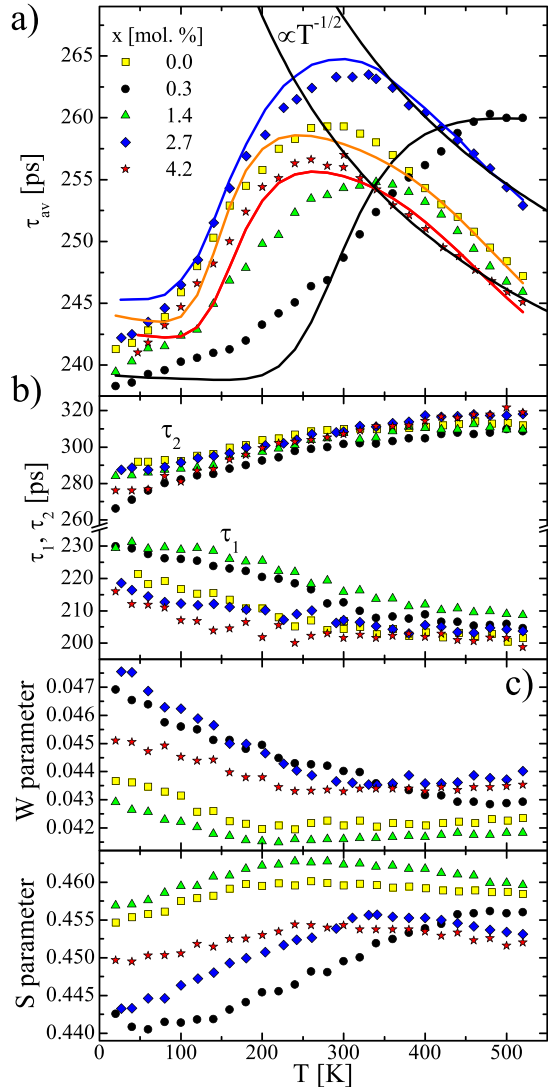 a)
∝T⁻¹/²
x [mol. %]
0.0
0.3
1.4
2.7
4.2
265
260
255
250
245
240
τav [ps]
b)
320
310
300
290
280
260
230
220
210
200
τ1, τ2 [ps]
τ2
τ1
c)
0.047
0.046
0.045
0.044
0.043
0.042
W parameter
0.460
0.455
0.450
0.445
0.440
S parameter
0 100 200 300 400 500
T [K]